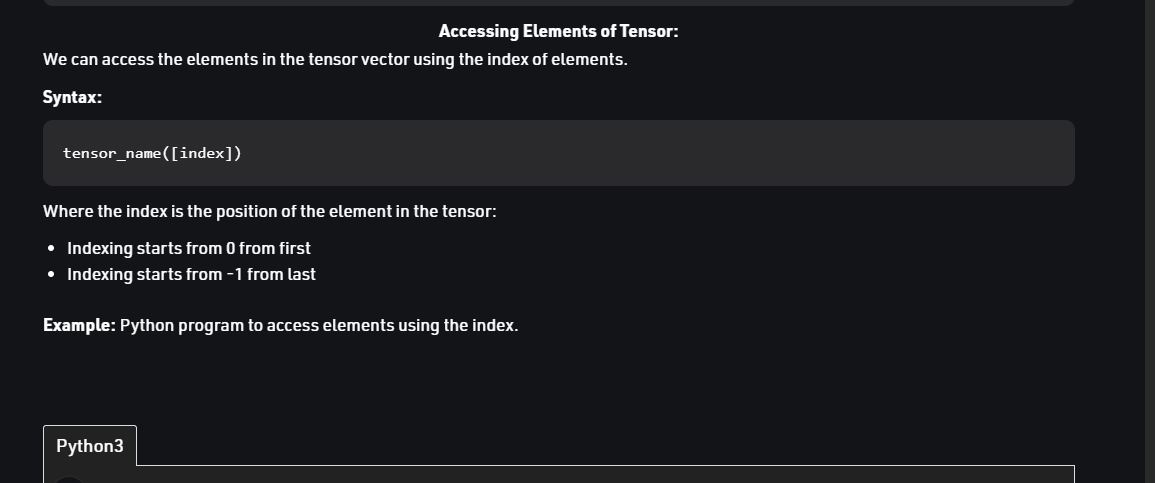 Accessing Elements of Tensor:
We can access the elements in the tensor vector using the index of elements.
Syntax:
tensor_name([index])
Where the index is the position of the element in the tensor:
• Indexing starts from 0 from first
• Indexing starts from -1 from last
Example: Python program to access elements using the index.
Python3